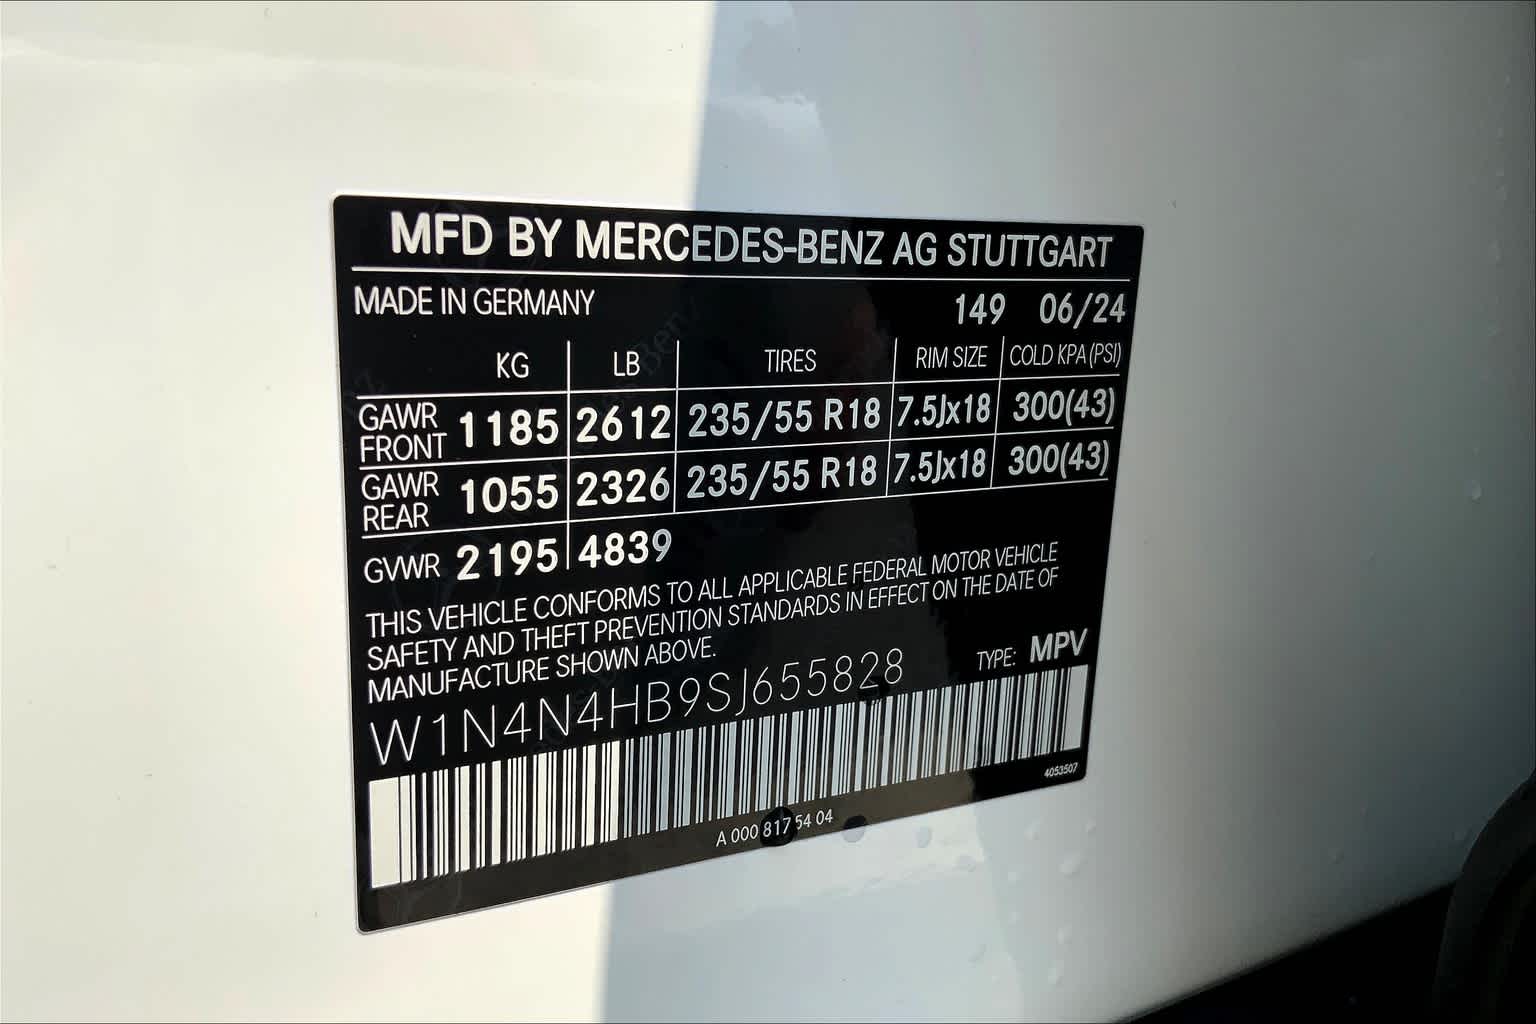 MFD BY MERCEDES-BENZ AG STUTTGART
MADE IN GERMANY 149 06/24
KG LB TIRES RIM SIZE COLD KPA (PSI)
GAWR FRONT 1185 2612 235/55 R18 7.5Jx18 300(43)
GAWR REAR 1055 2326 235/55 R18 7.5Jx18 300(43)
GVWR 2195 4839
THIS VEHICLE CONFORMS TO ALL APPLICABLE FEDERAL MOTOR VEHICLE
SAFETY AND THEFT PREVENTION STANDARDS IN EFFECT ON THE DATE OF
MANUFACTURE SHOWN ABOVE.
TYPE: MPV
W1N4N4HB9SJ655828
4053507
A 000 817 54 04